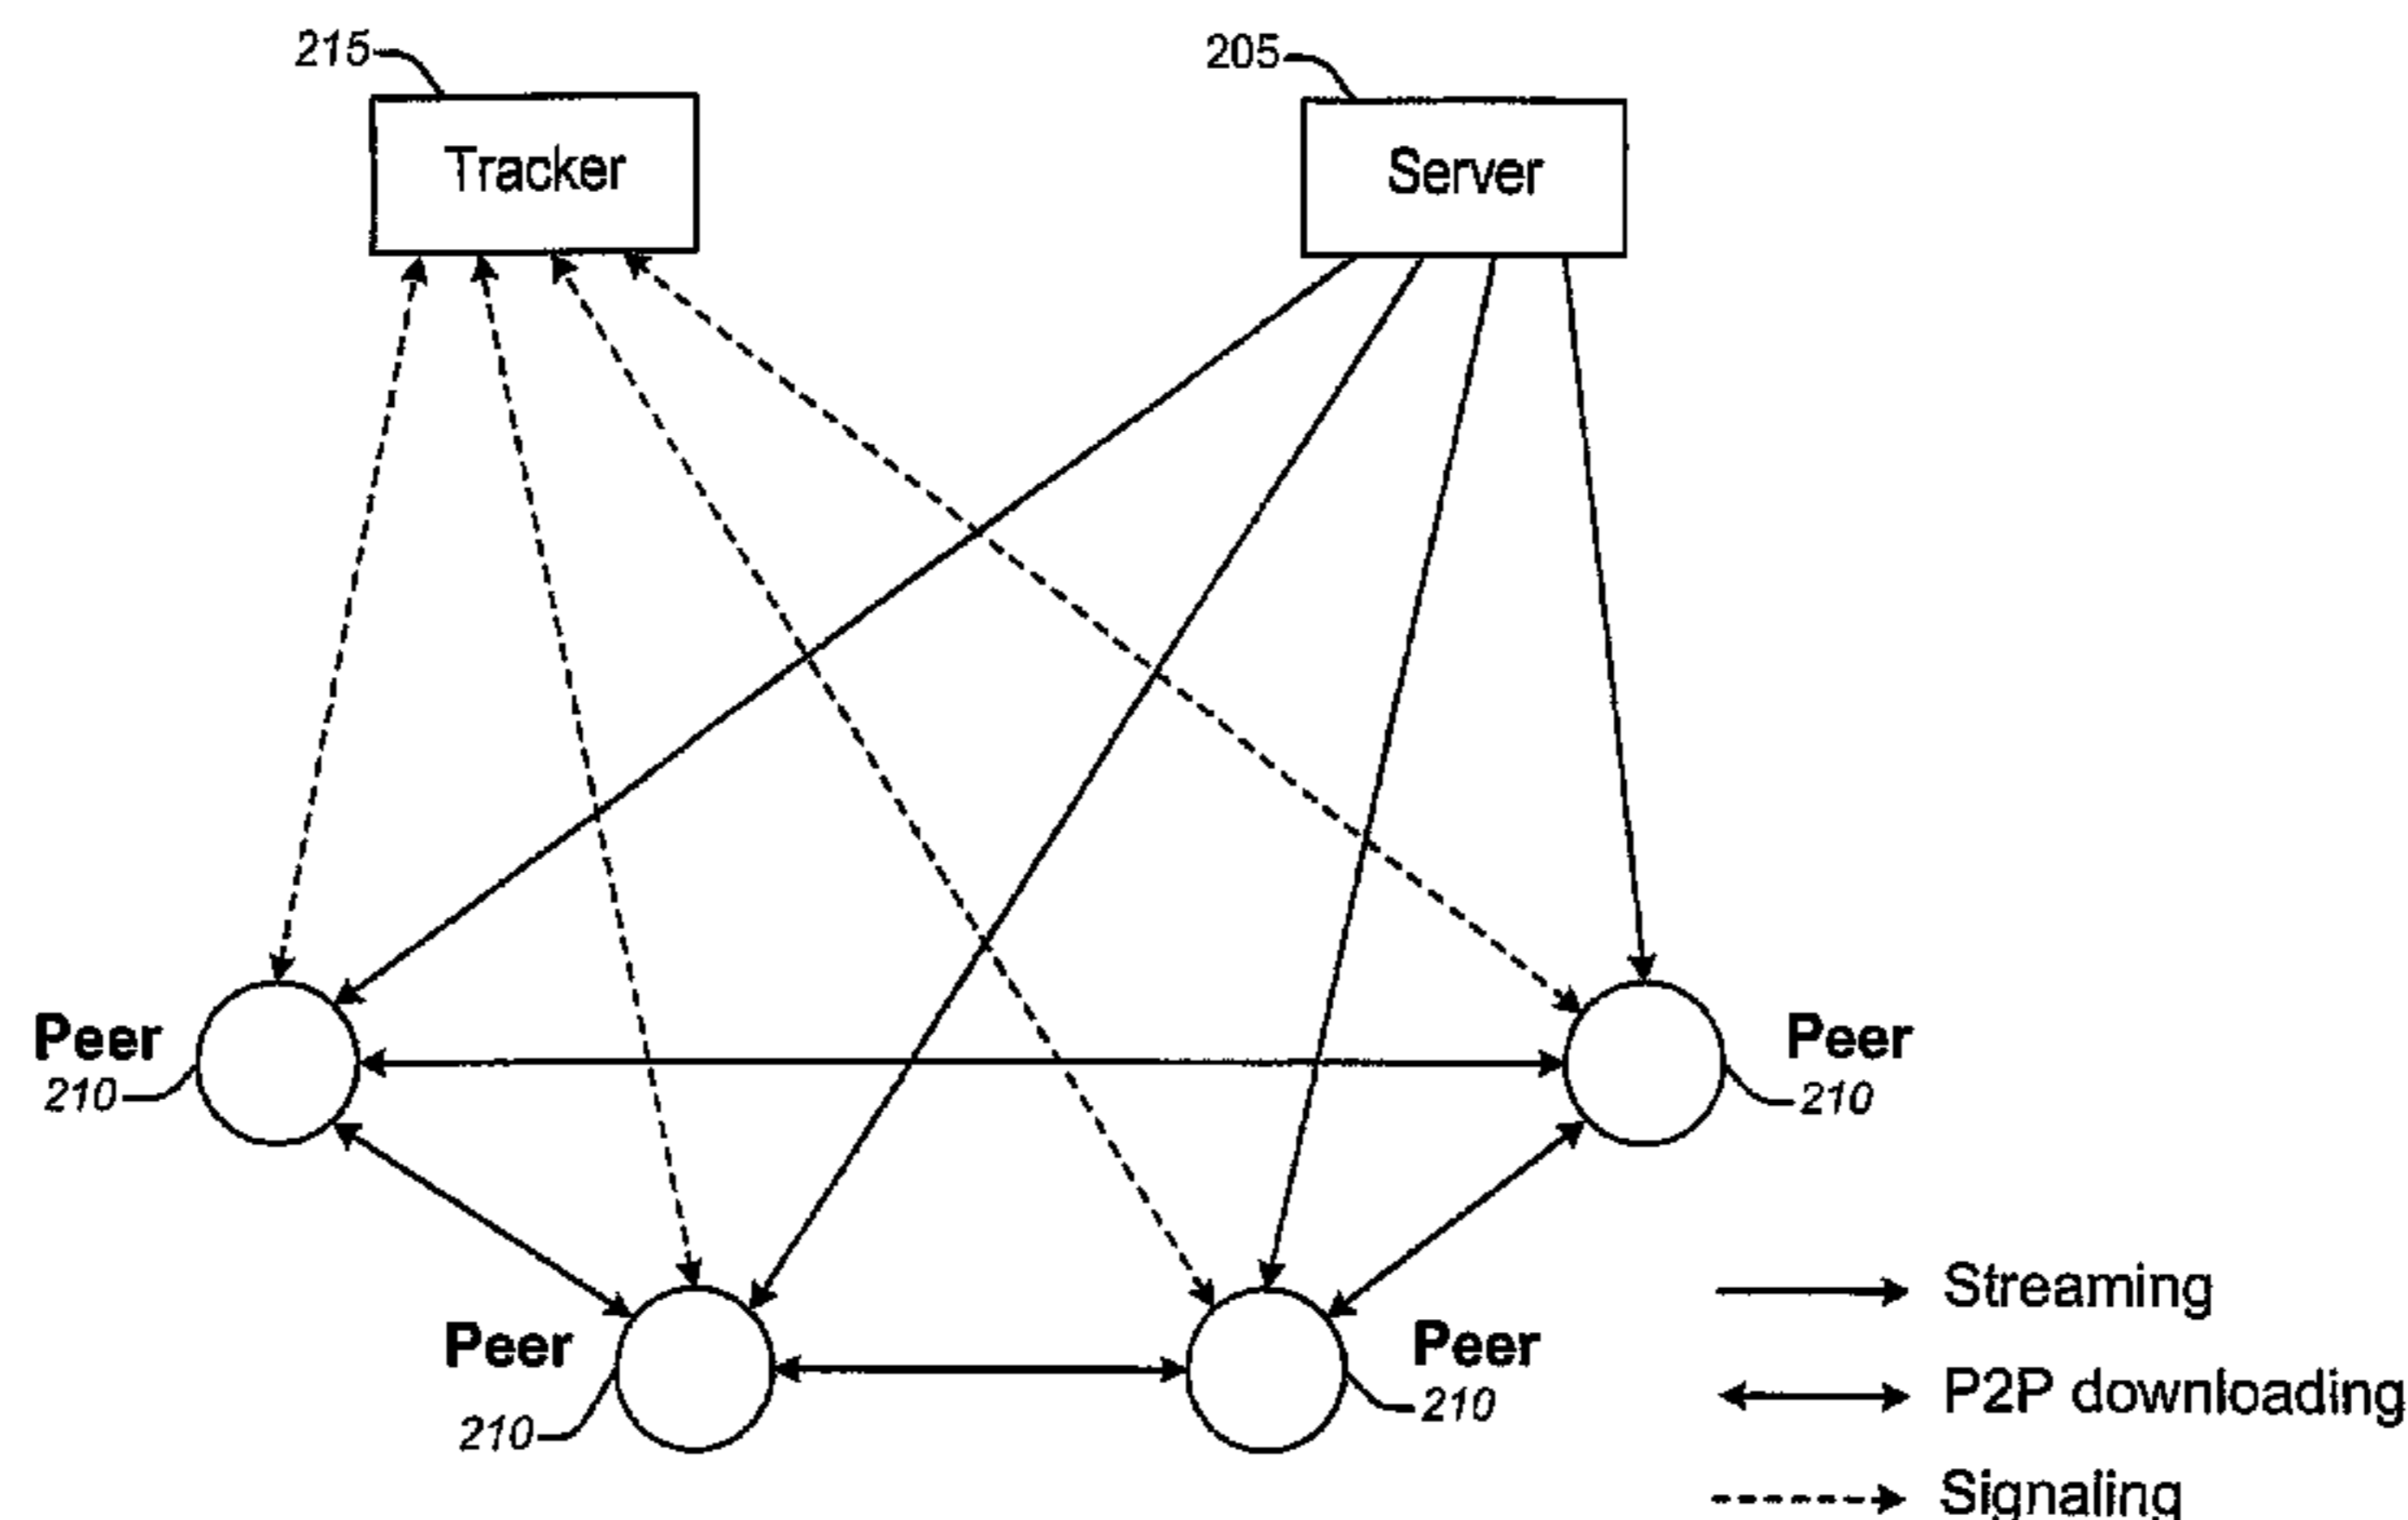 215
205
Tracker
Server
Peer
210
Peer
210
Peer
210
Peer
210
Streaming
P2P downloading
Signaling